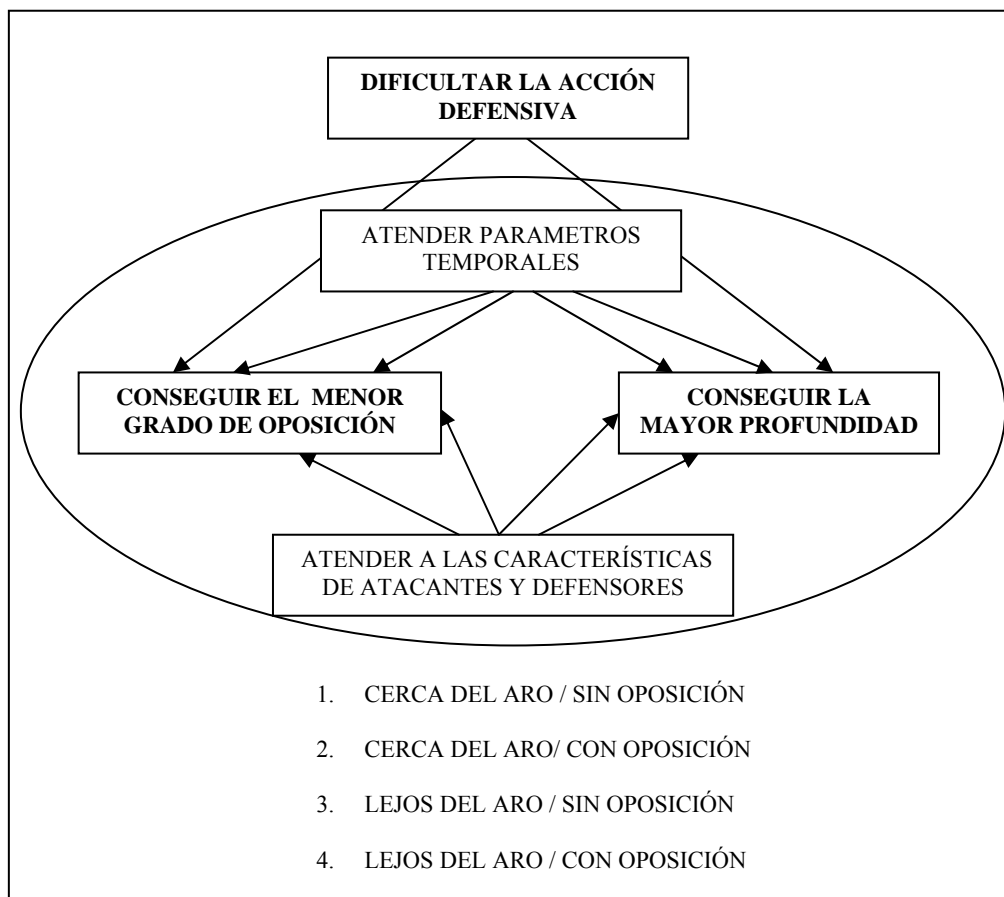 DIFICULTAR LA ACCIÓN
DEFENSIVA
ATENDER PARAMETROS
TEMPORALES
CONSEGUIR EL MENOR
GRADO DE OPOSICIÓN
CONSEGUIR LA
MAYOR PROFUNDIDAD
ATENDER A LAS CARACTERÍSTICAS
DE ATACANTES Y DEFENSORES
1. CERCA DEL ARO / SIN OPOSICIÓN
2. CERCA DEL ARO/ CON OPOSICIÓN
3. LEJOS DEL ARO / SIN OPOSICIÓN
4. LEJOS DEL ARO / CON OPOSICIÓN